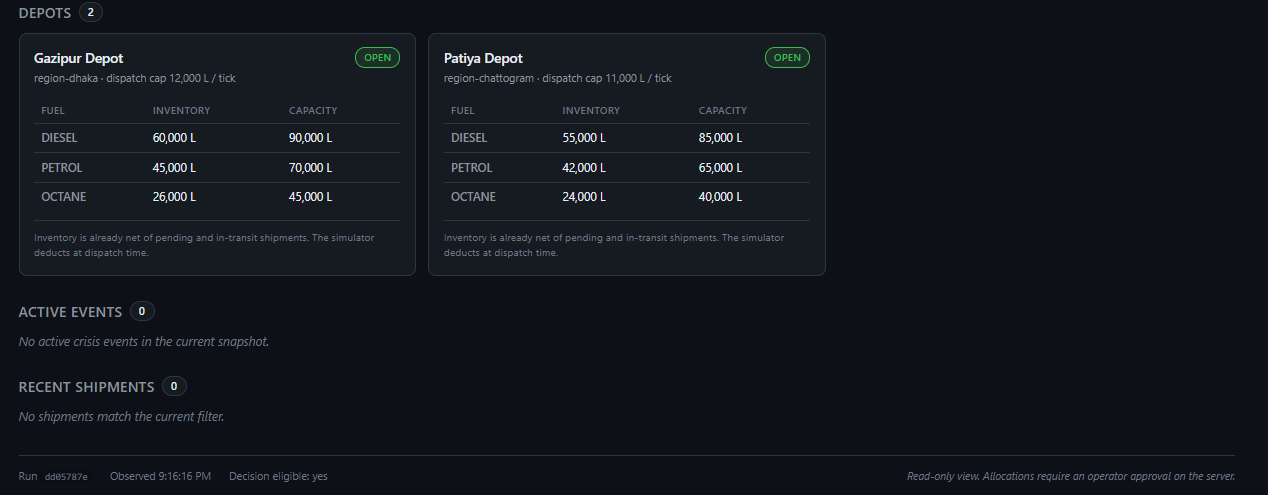 DEPOTS 2
Gazipur Depot OPEN
region-dhaka · dispatch cap 12,000 L / tick
FUEL INVENTORY CAPACITY
DIESEL 60,000 L 90,000 L
PETROL 45,000 L 70,000 L
OCTANE 26,000 L 45,000 L
Inventory is already net of pending and in-transit shipments. The simulator
deducts at dispatch time.
Patiya Depot OPEN
region-chattogram · dispatch cap 11,000 L / tick
FUEL INVENTORY CAPACITY
DIESEL 55,000 L 85,000 L
PETROL 42,000 L 65,000 L
OCTANE 24,000 L 40,000 L
Inventory is already net of pending and in-transit shipments. The simulator
deducts at dispatch time.
ACTIVE EVENTS 0
No active crisis events in the current snapshot.
RECENT SHIPMENTS 0
No shipments match the current filter.
Run dd05787e Observed 9:16:16 PM Decision eligible: yes Read-only view. Allocations require an operator approval on the server.